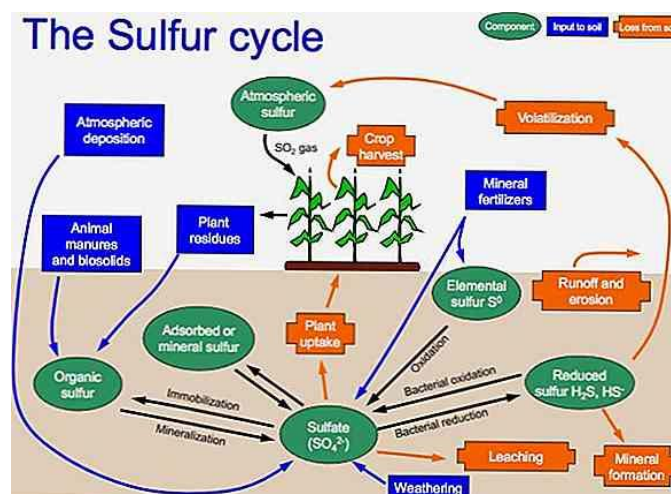 The Sulfur cycle
Component
Input to soil
Loss from
Atmospheric
deposition
Atmospheric
sulfur
SO₂ gas
Crop
harvest
Volatilization
Animal
manures
and biosolids
Plant
residues
Mineral
fertilizers
Elemental
sulfur S⁰
Runoff and
erosion
Plant
uptake
Oxidation
Adsorbed or
mineral sulfur
Organic
sulfur
Immobilization
Mineralization
Sulfate
(SO₄²⁻)
Bacterial oxidation
Bacterial reduction
Reduced
sulfur H₂S, HS⁻
Leaching
Mineral
formation
Weathering